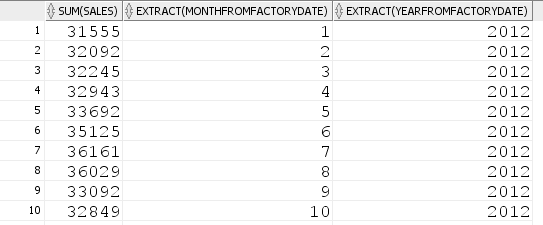 SUM(SALES) EXTRACT(MONTHFROMFACTORYDATE) EXTRACT(YEARFROMFACTORYDATE)
1 31555 1 2012
2 32092 2 2012
3 32245 3 2012
4 32943 4 2012
5 33692 5 2012
6 35125 6 2012
7 36161 7 2012
8 36029 8 2012
9 33092 9 2012
10 32849 10 2012